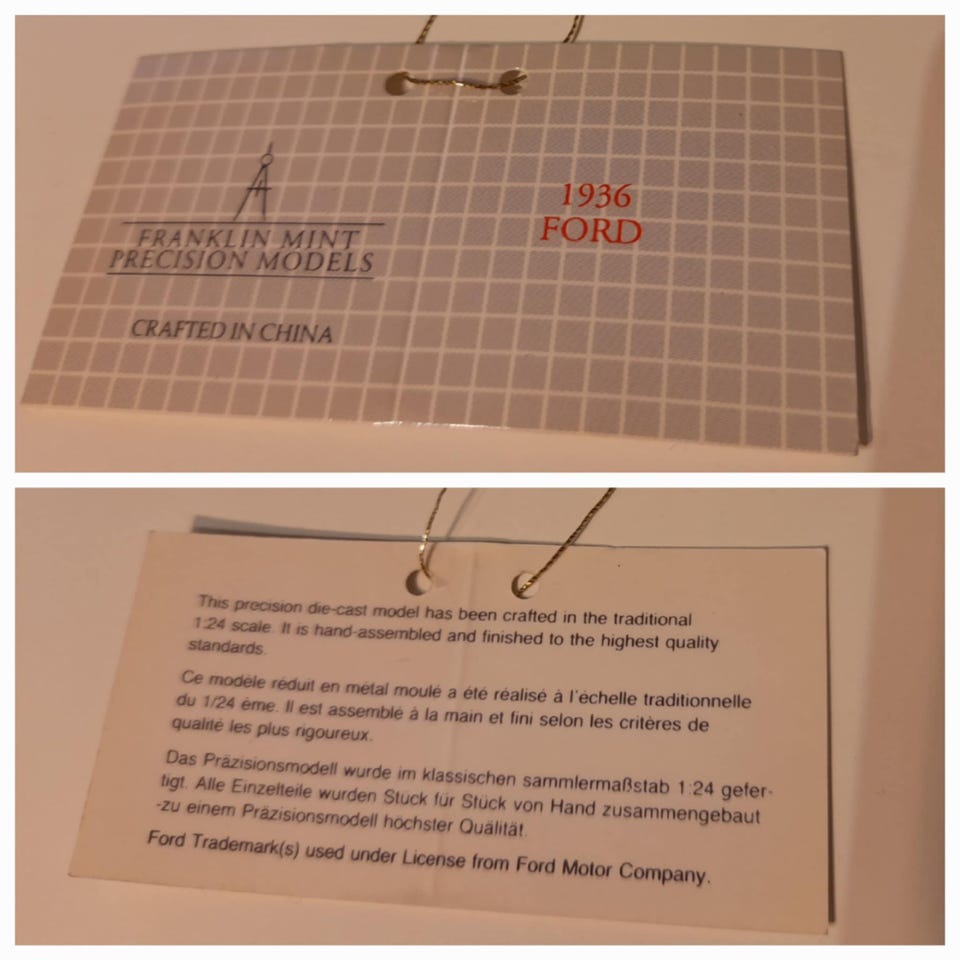 FRANKLIN MINT
PRECISION MODELS
CRAFTED IN CHINA
1936
FORD
This precision die-cast model has been crafted in the traditional
1:24 scale. It is hand-assembled and finished to the highest quality
standards.
Ce modèle réduit en métal moulé a été réalisé à l'échelle traditionnelle
du 1/24 ème. Il est assemblé à la main et fini selon les critères de
qualité les plus rigoureux.
Das Präzisionsmodell wurde im klassischen sammlermaßstab 1:24 gefer-
tigt. Alle Einzelteile wurden Stück für Stück von Hand zusammengebaut
-zu einem Präzisionsmodell höchster Quälität.
Ford Trademark(s) used under License from Ford Motor Company.